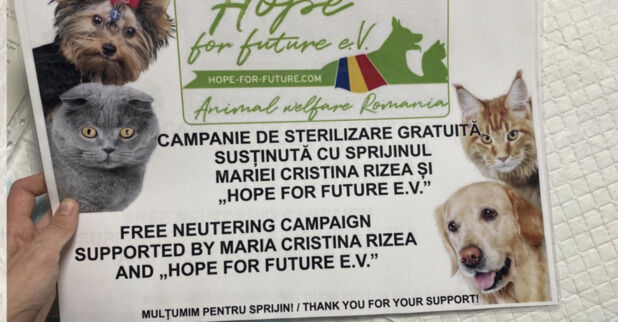 Hope
for future e.V.
HOPE-FOR-FUTURE.COM
Animal welfare Romania
CAMPANIE DE STERILIZARE GRATUITĂ
SUSȚINUTĂ CU SPRIJINUL
MARIEI CRISTINA RIZEA ȘI
„HOPE FOR FUTURE E.V.”
FREE NEUTERING CAMPAIGN
SUPPORTED BY MARIA CRISTINA RIZEA
AND „HOPE FOR FUTURE E.V.”
MULȚUMIM PENTRU SPRIJIN! / THANK YOU FOR YOUR SUPPORT!